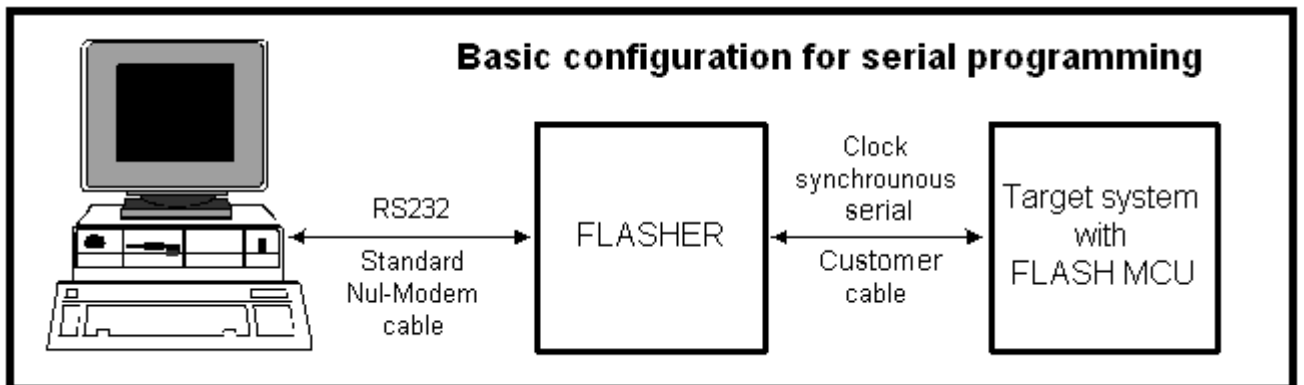 Basic configuration for serial programming
RS232
Standard
Nul-Modem
cable
FLASHER
Clock
synchrounous
serial
Customer
cable
Target system
with
FLASH MCU